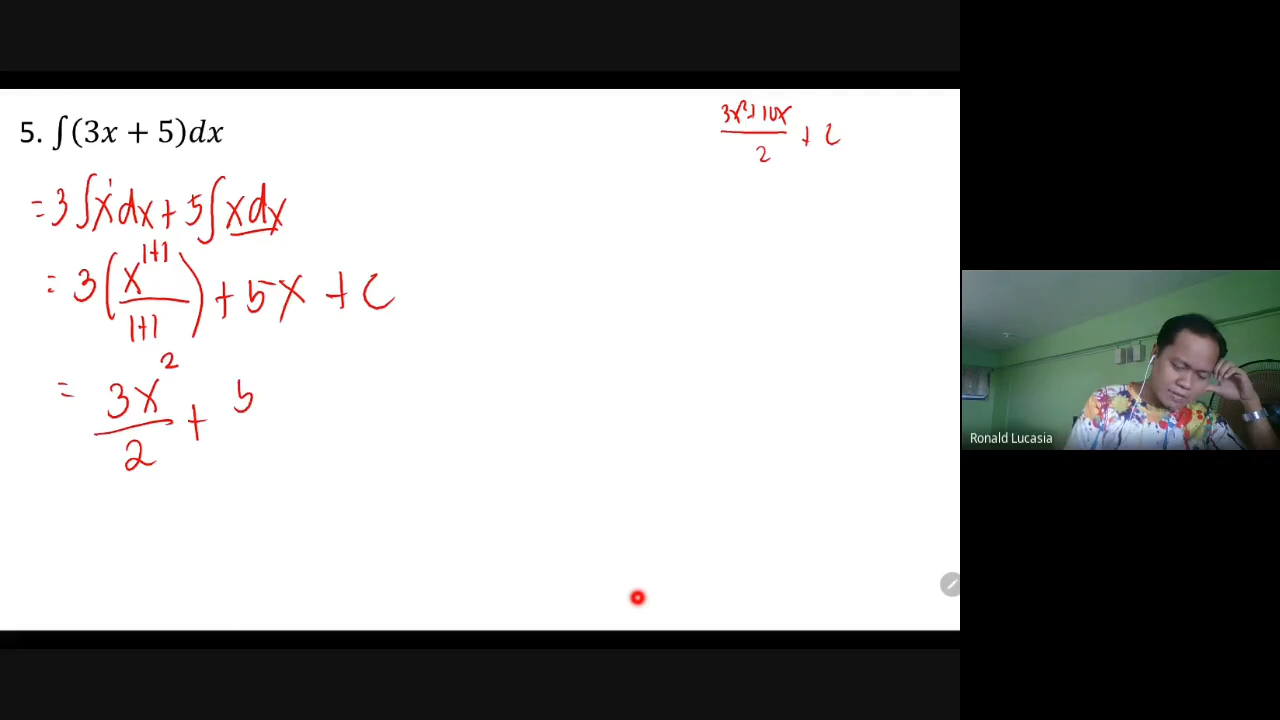 5. ∫(3x + 5)dx
3x²+10x / 2 + C
= 3∫x¹dx + 5∫xdx
= 3(x¹⁺¹ / 1+1) + 5x + C
= 3x² / 2 + 5
Ronald Lucasia